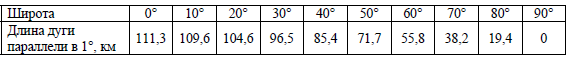 Широта 0° 10° 20° 30° 40° 50° 60° 70° 80° 90°
Длина дуги параллели в 1°, км 111,3 109,6 104,6 96,5 85,4 71,7 55,8 38,2 19,4 0